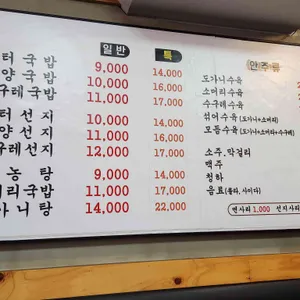 일반 특 안주류
터국밥 9,000 14,000
양국밥 10,000 16,000
구레국밥 11,000 17,000
터선지 10,000 16,000
양선지 11,000 17,000
구레선지 12,000 17,000
농탕 9,000 14,000
리국밥 11,000 17,000
아니탕 14,000 22,000
도가니수육
소머리수육
수구레수육
섞어수육 (도가니+소머리)
모듬수육 (도가니+소머리+수구레)
소주, 막걸리
맥주
청하
음료 (콜라, 사이다)
면사리 1,000 선지사리